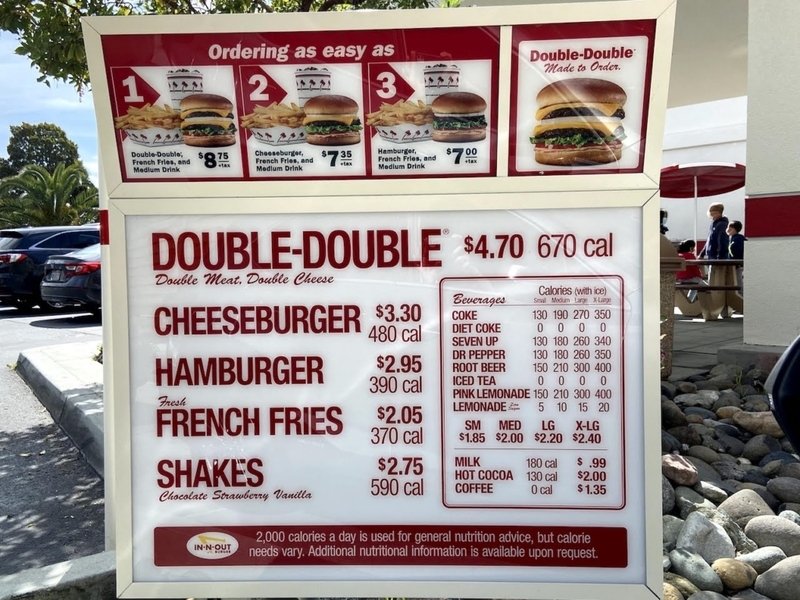 Ordering as easy as
1
Double-Double,
French Fries, and
Medium Drink
$8.75
+tax
2
Cheeseburger,
French Fries, and
Medium Drink
$7.35
+tax
3
Hamburger,
French Fries, and
Medium Drink
$7.00
+tax
Double-Double®
Made to Order.
DOUBLE-DOUBLE® $4.70 670 cal
Double Meat, Double Cheese
CHEESEBURGER $3.30
480 cal
HAMBURGER $2.95
390 cal
Fresh
FRENCH FRIES $2.05
370 cal
SHAKES $2.75
590 cal
Chocolate Strawberry Vanilla
Beverages
Calories (with ice)
Small Medium Large X-Large
COKE 130 190 270 350
DIET COKE 0 0 0 0
SEVEN UP 130 180 260 340
DR PEPPER 130 180 260 350
ROOT BEER 150 210 300 400
ICED TEA 0 0 0 0
PINK LEMONADE 150 210 300 400
LEMONADE 5 10 15 20
SM MED LG X-LG
$1.85 $2.00 $2.20 $2.40
MILK 180 cal $ .99
HOT COCOA 130 cal $2.00
COFFEE 0 cal $1.35
IN-N-OUT
BURGER
2,000 calories a day is used for general nutrition advice, but calorie
needs vary. Additional nutritional information is available upon request.